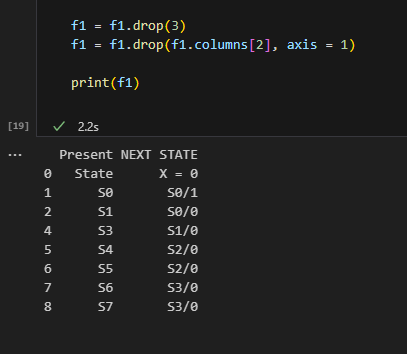 f1 = f1.drop(3)
f1 = f1.drop(f1.columns[2], axis = 1)
print(f1)
[19] ✓ 2.2s
... Present NEXT STATE
0 State X = 0
1 S0 S0/1
2 S1 S0/0
4 S3 S1/0
5 S4 S2/0
6 S5 S2/0
7 S6 S3/0
8 S7 S3/0